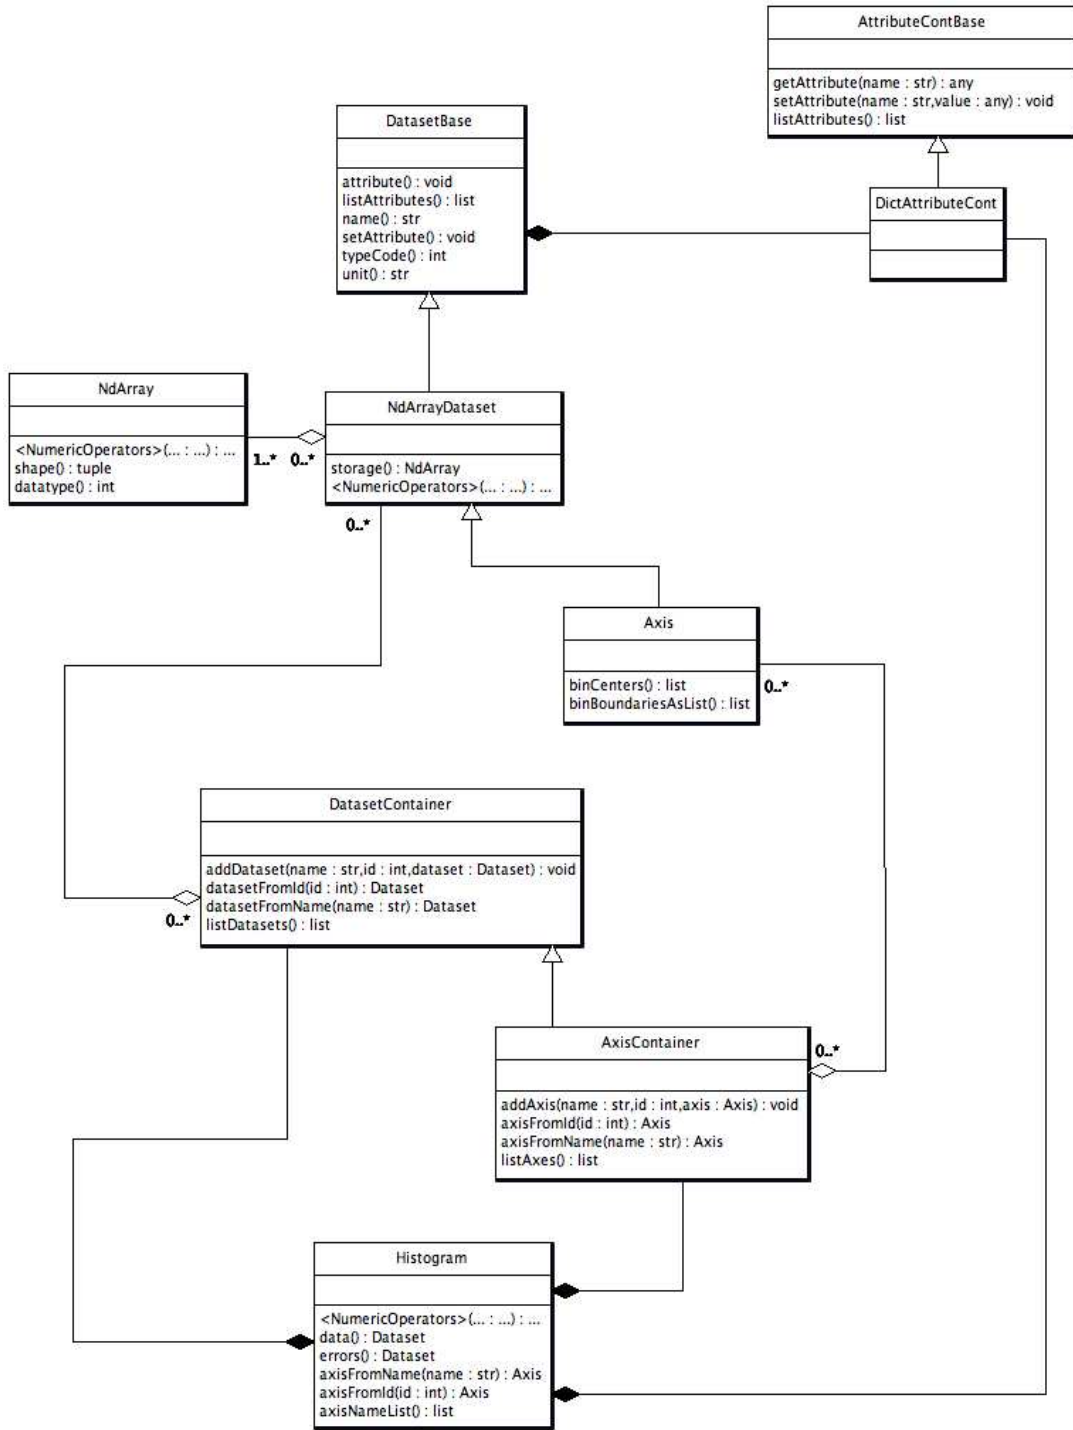 AttributeContBase
getAttribute(name : str) : any
setAttribute(name : str,value : any) : void
listAttributes() : list
DatasetBase
attribute() : void
listAttributes() : list
name() : str
setAttribute() : void
typeCode() : int
unit() : str
DictAttributeCont
NdArray
<NumericOperators>(... : ...) : ...
shape() : tuple
datatype() : int
1..*
0..*
NdArrayDataset
storage() : NdArray
<NumericOperators>(... : ...) : ...
0..*
Axis
binCenters() : list
binBoundariesAsList() : list
0..*
DatasetContainer
addDataset(name : str,id : int,dataset : Dataset) : void
datasetFromId(id : int) : Dataset
datasetFromName(name : str) : Dataset
listDatasets() : list
0..*
AxisContainer
0..*
addAxis(name : str,id : int,axis : Axis) : void
axisFromId(id : int) : Axis
axisFromName(name : str) : Axis
listAxes() : list
Histogram
<NumericOperators>(... : ...) : ...
data() : Dataset
errors() : Dataset
axisFromName(name : str) : Axis
axisFromId(id : int) : Axis
axisNameList() : list